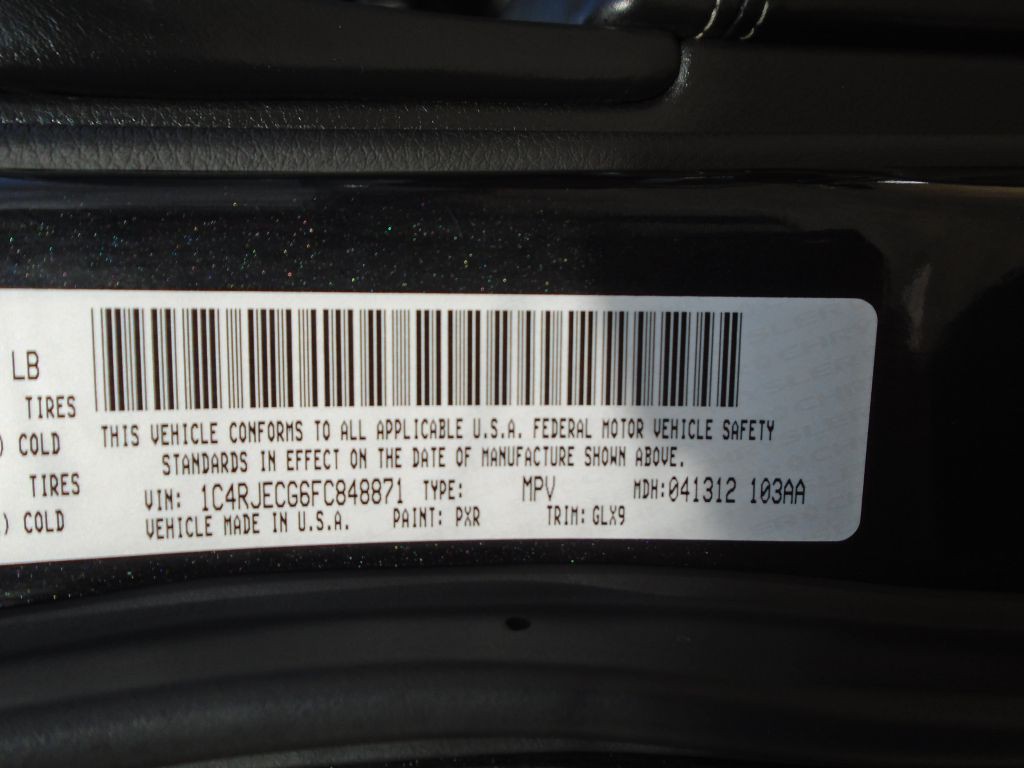 LB
TIRES
) COLD
TIRES
) COLD
THIS VEHICLE CONFORMS TO ALL APPLICABLE U.S.A. FEDERAL MOTOR VEHICLE SAFETY
STANDARDS IN EFFECT ON THE DATE OF MANUFACTURE SHOWN ABOVE.
VIN: 1C4RJECG6FC848871 TYPE: MPV MDH:041312 103AA
VEHICLE MADE IN U.S.A. PAINT: PXR TRIM: GLX9